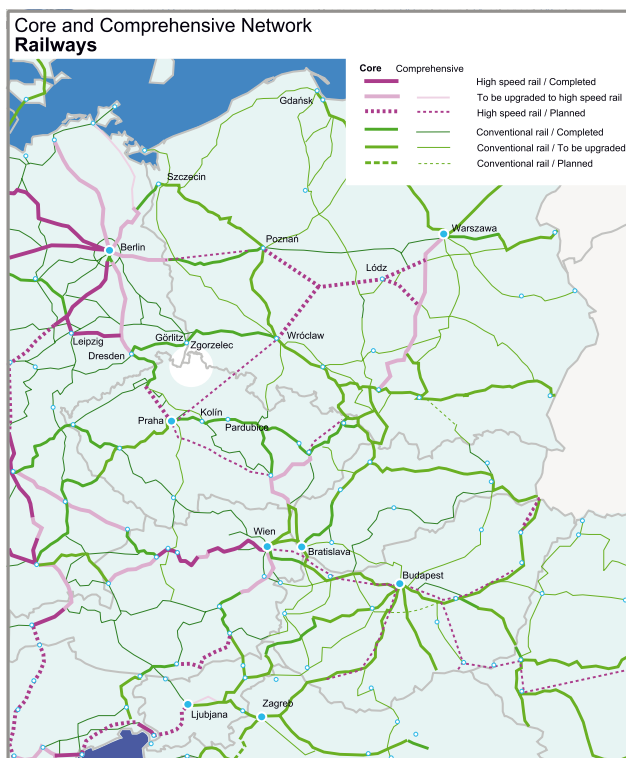 Core and Comprehensive Network
Railways
Core Comprehensive
High speed rail / Completed
To be upgraded to high speed rail
High speed rail / Planned
Conventional rail / Completed
Conventional rail / To be upgraded
Conventional rail / Planned
Gdańsk
Szczecin
Warszawa
Poznań
Berlin
Lódz
Görlitz
Wróclaw
Leipzig
Zgorzelec
Dresden
Kolín
Praha
Pardubice
Wien
Bratislava
Budapest
Zagreb
Ljubjana